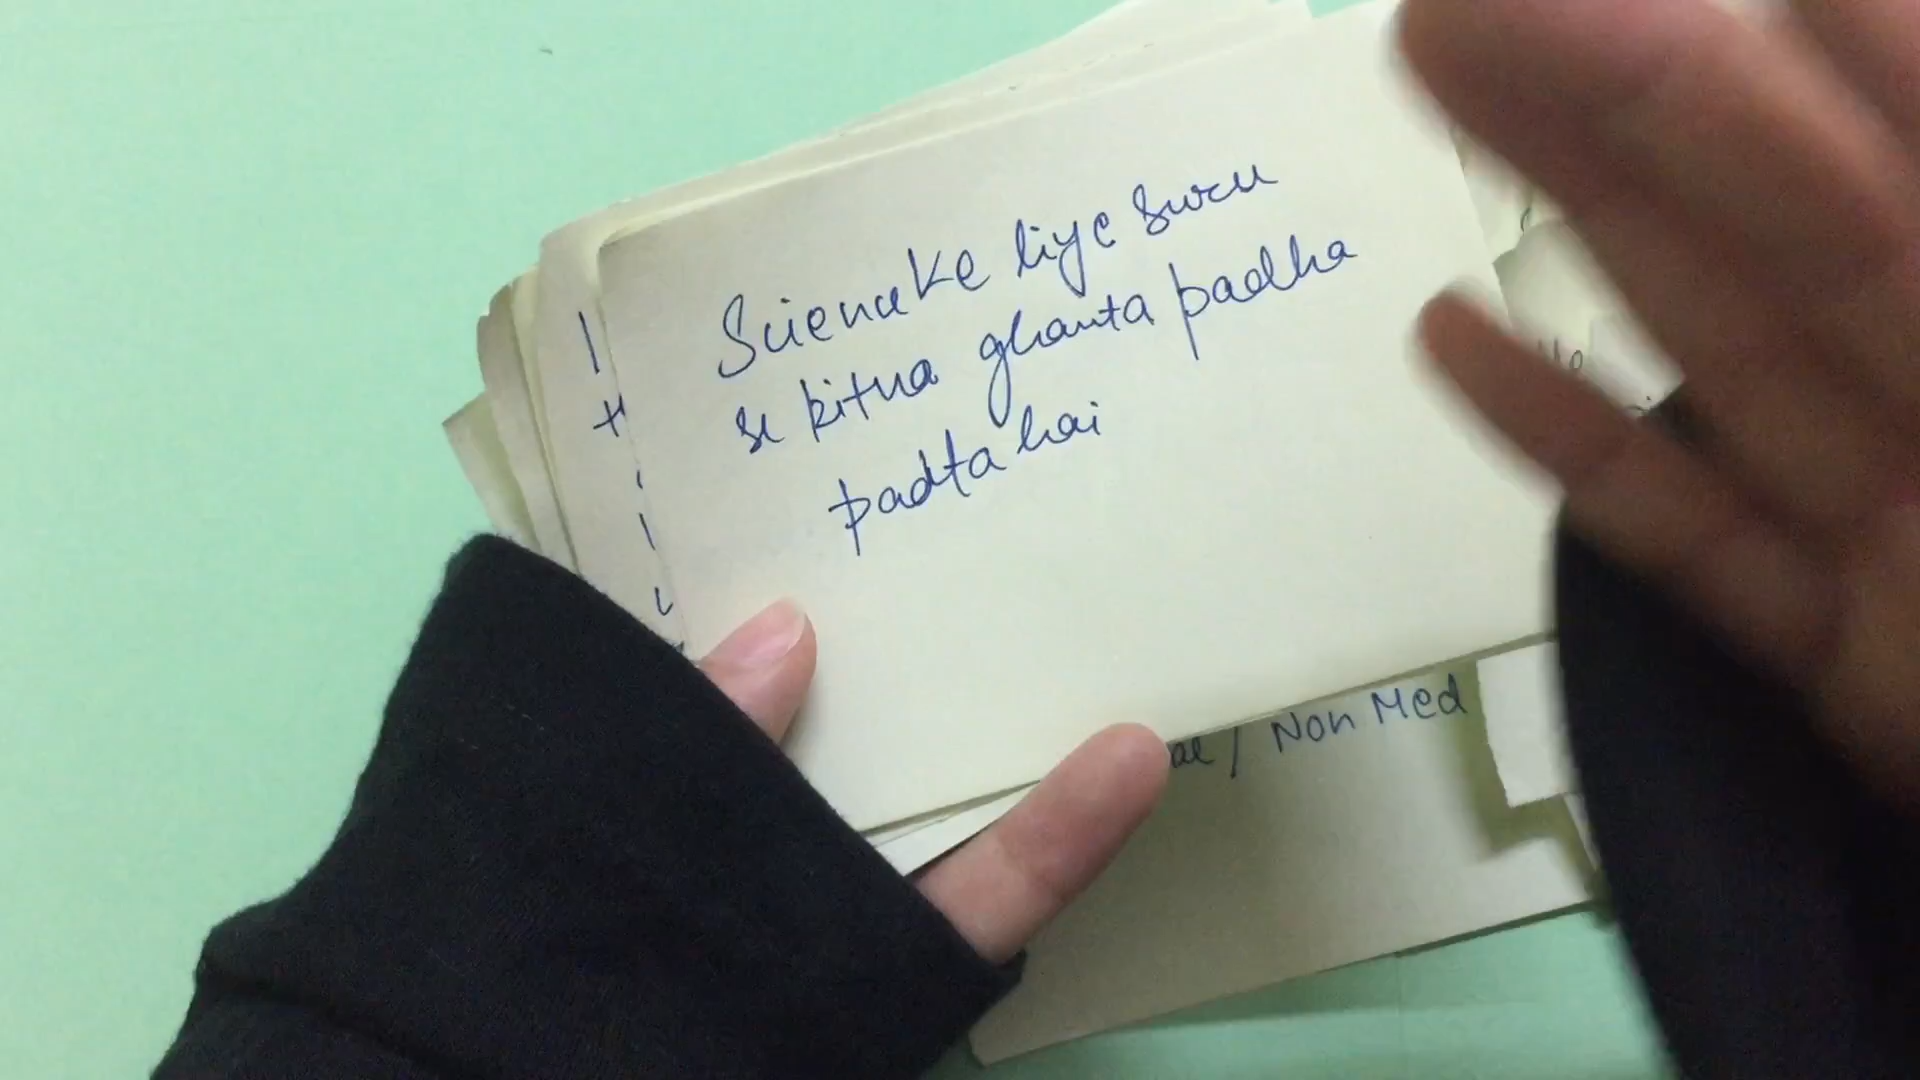 Science Ke liye suru
se kitna ghanta padha
padta hai
/ Non Med